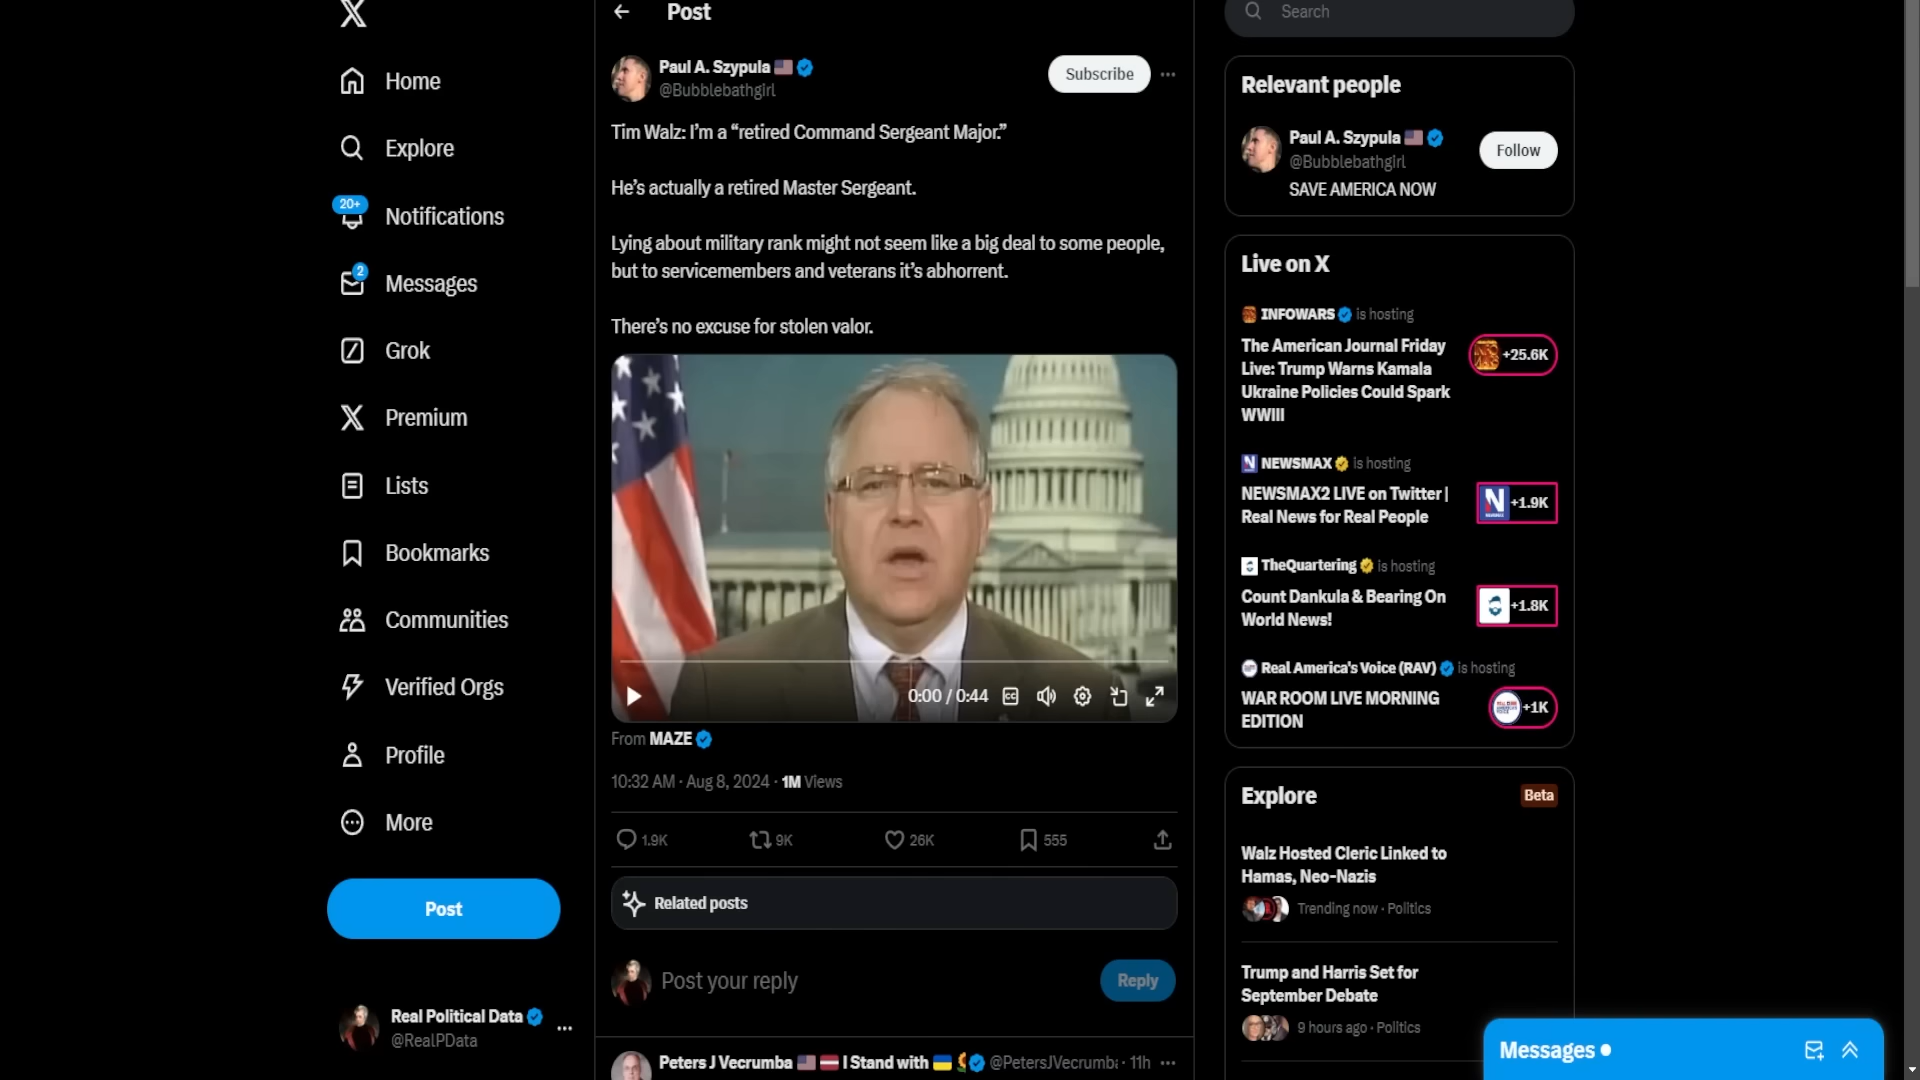 Home
Explore
20+
Notifications
2
Messages
Grok
Premium
Lists
Bookmarks
Communities
Verified Orgs
Profile
More
Post
Real Political Data
@RealPData
Post
Paul A. Szypula
@Bubblebathgirl
Subscribe
Tim Walz: I’m a “retired Command Sergeant Major.”
He’s actually a retired Master Sergeant.
Lying about military rank might not seem like a big deal to some people,
but to servicemembers and veterans it’s abhorrent.
There’s no excuse for stolen valor.
0:00 / 0:44
From MAZE
10:32 AM · Aug 8, 2024 · 1M Views
1.9K 9K 26K 555
Related posts
Post your reply
Reply
Peters J Vecrumba I Stand with @PetersJVecrumba · 11h
Search
Relevant people
Paul A. Szypula
@Bubblebathgirl
Follow
SAVE AMERICA NOW
Live on X
INFOWARS is hosting
The American Journal Friday
Live: Trump Warns Kamala
Ukraine Policies Could Spark
WWIII
+25.6K
NEWSMAX is hosting
NEWSMAX2 LIVE on Twitter |
Real News for Real People
+1.9K
TheQuartering is hosting
Count Dankula & Bearing On
World News!
+1.8K
Real America's Voice (RAV) is hosting
WAR ROOM LIVE MORNING
EDITION
+1K
Explore
Beta
Walz Hosted Cleric Linked to
Hamas, Neo-Nazis
Trending now · Politics
Trump and Harris Set for
September Debate
9 hours ago · Politics
Messages